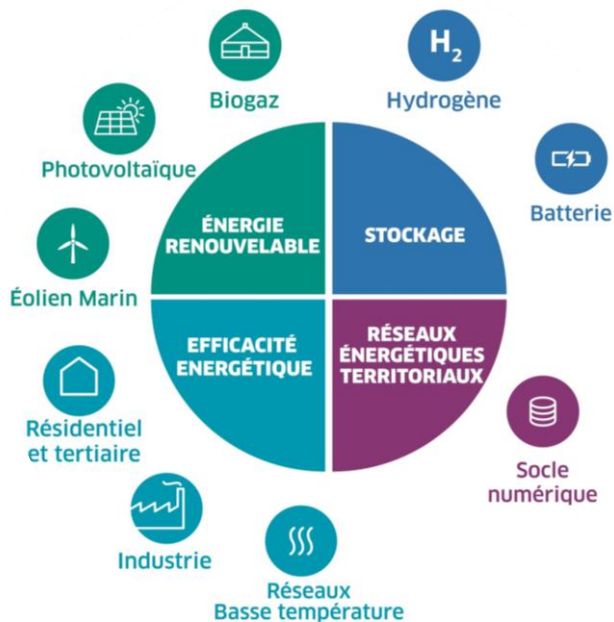 Biogaz
H₂
Hydrogène
Photovoltaïque
Batterie
ÉNERGIE
RENOUVELABLE
STOCKAGE
Éolien Marin
EFFICACITÉ
ENERGÉTIQUE
RÉSEAUX
ÉNERGÉTIQUES
TERRITORIAUX
Résidentiel
et tertiaire
Socle
numérique
Industrie
Réseaux
Basse température